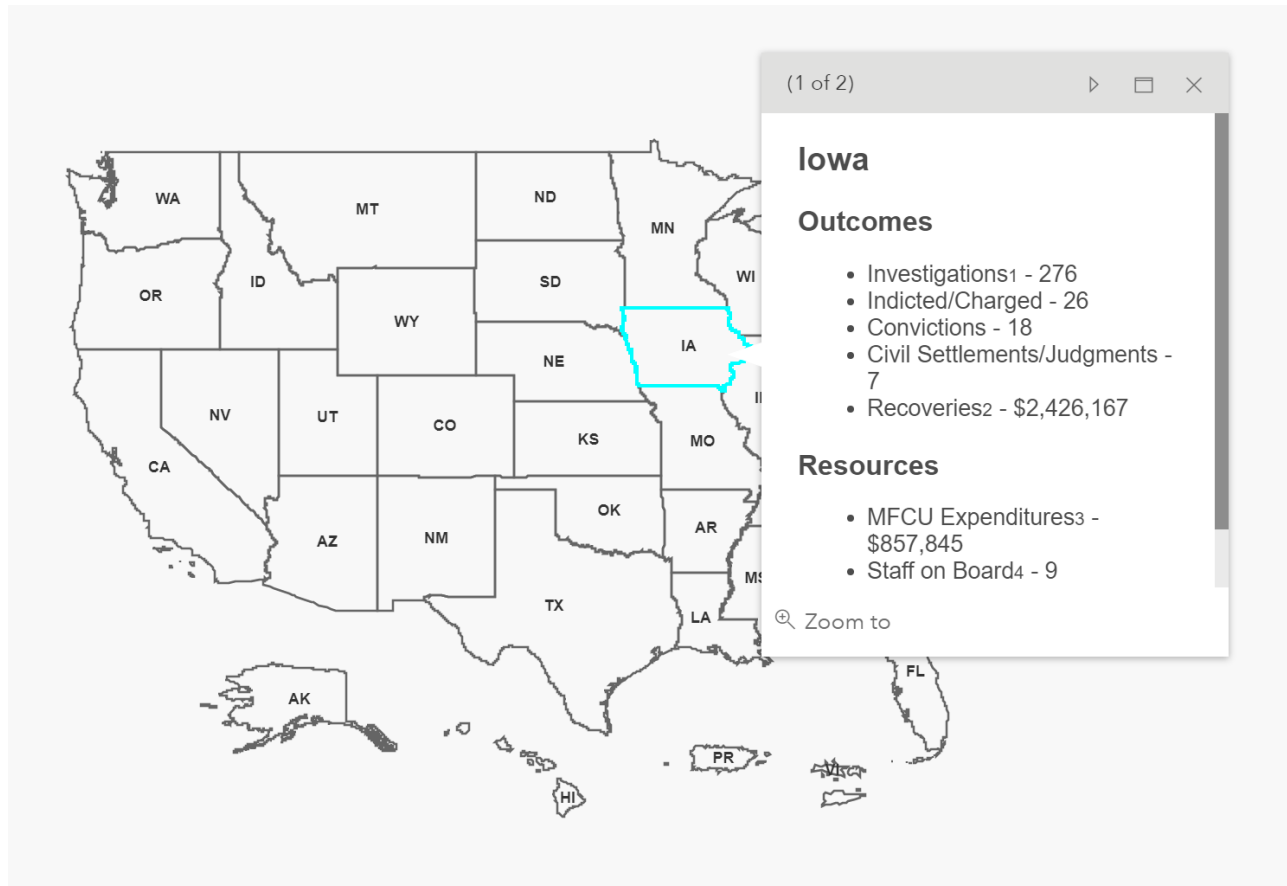 (1 of 2)
Iowa
Outcomes
• Investigations1 - 276
• Indicted/Charged - 26
• Convictions - 18
• Civil Settlements/Judgments -
7
• Recoveries2 - $2,426,167
Resources
• MFCU Expenditures3 -
$857,845
• Staff on Board4 - 9
Zoom to
WA
MT
ND
MN
OR
ID
SD
WI
WY
IA
NE
NV
UT
CO
KS
MO
CA
OK
AR
AZ
NM
TX
LA
FL
AK
PR
VI
HI